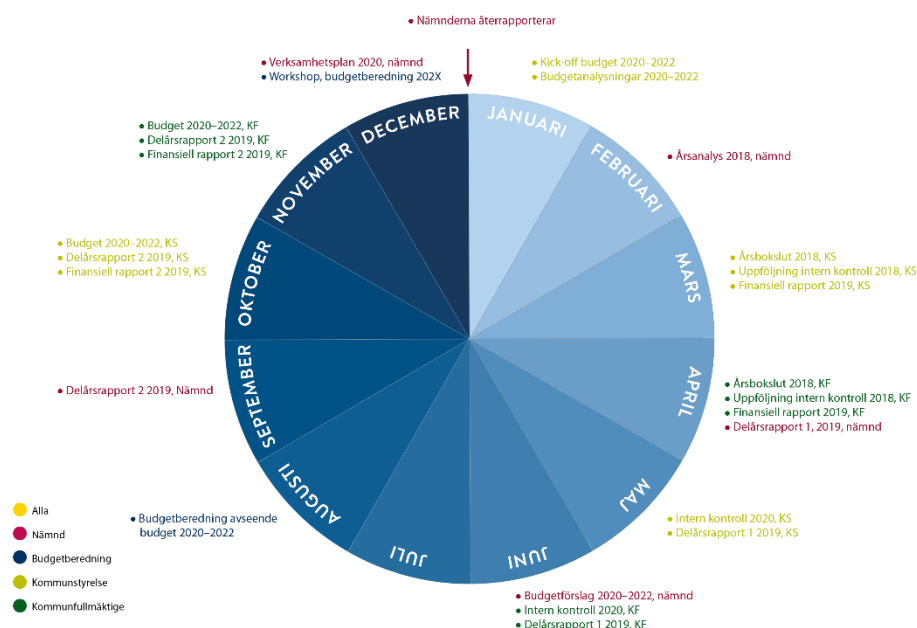 • Nämnderna återrapporterar
• Verksamhetsplan 2020, nämnd
• Workshop, budgetberedning 202X
• Kick-off budget 2020–2022
• Budgetanalysningar 2020–2022
• Budget 2020–2022, KF
• Delårsrapport 2 2019, KF
• Finansiell rapport 2 2019, KF
• Årsanalys 2018, nämnd
• Budget 2020–2022, KS
• Delårsrapport 2 2019, KS
• Finansiell rapport 2 2019, KS
• Årsbokslut 2018, KS
• Uppföljning intern kontroll 2018, KS
• Finansiell rapport 2019, KS
• Delårsrapport 2 2019, Nämnd
• Årsbokslut 2018, KF
• Uppföljning intern kontroll 2018, KF
• Finansiell rapport 2019, KF
• Delårsrapport 1, 2019, nämnd
• Budgetberedning avseende
budget 2020–2022
• Intern kontroll 2020, KS
• Delårsrapport 1 2019, KS
• Budgetförslag 2020–2022, nämnd
• Intern kontroll 2020, KF
• Delårsrapport 1 2019, KF
JANUARI
FEBRUARI
MARS
APRIL
MAJ
JUNI
JULI
AUGUSTI
SEPTEMBER
OKTOBER
NOVEMBER
DECEMBER
Alla
Nämnd
Budgetberedning
Kommunstyrelse
Kommunfullmäktige